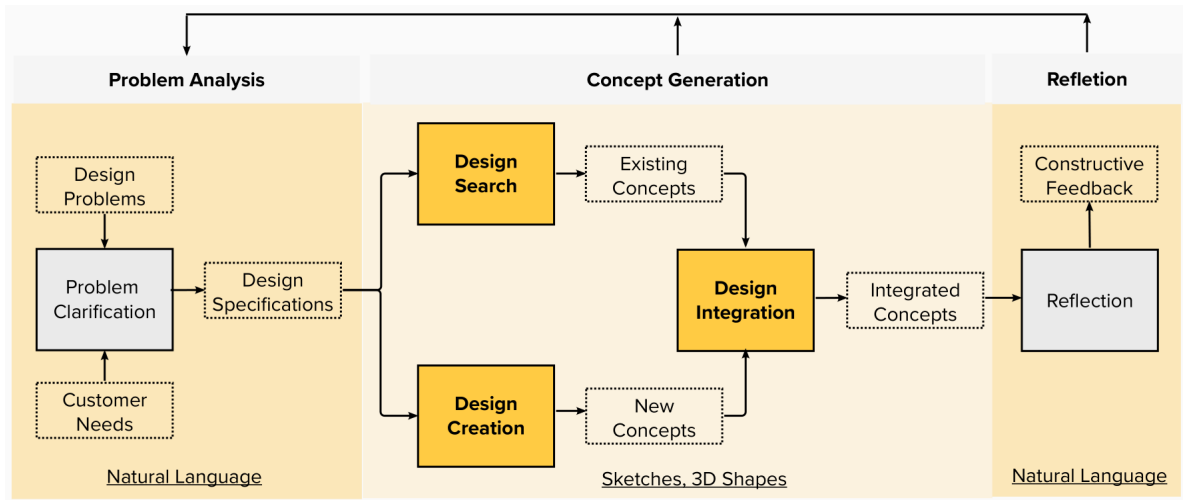 Problem Analysis
Concept Generation
Refletion
Design
Problems
Problem
Clarification
Customer
Needs
Design
Specifications
Natural Language
Design
Search
Existing
Concepts
Design
Creation
New
Concepts
Design
Integration
Integrated
Concepts
Sketches, 3D Shapes
Constructive
Feedback
Reflection
Natural Language